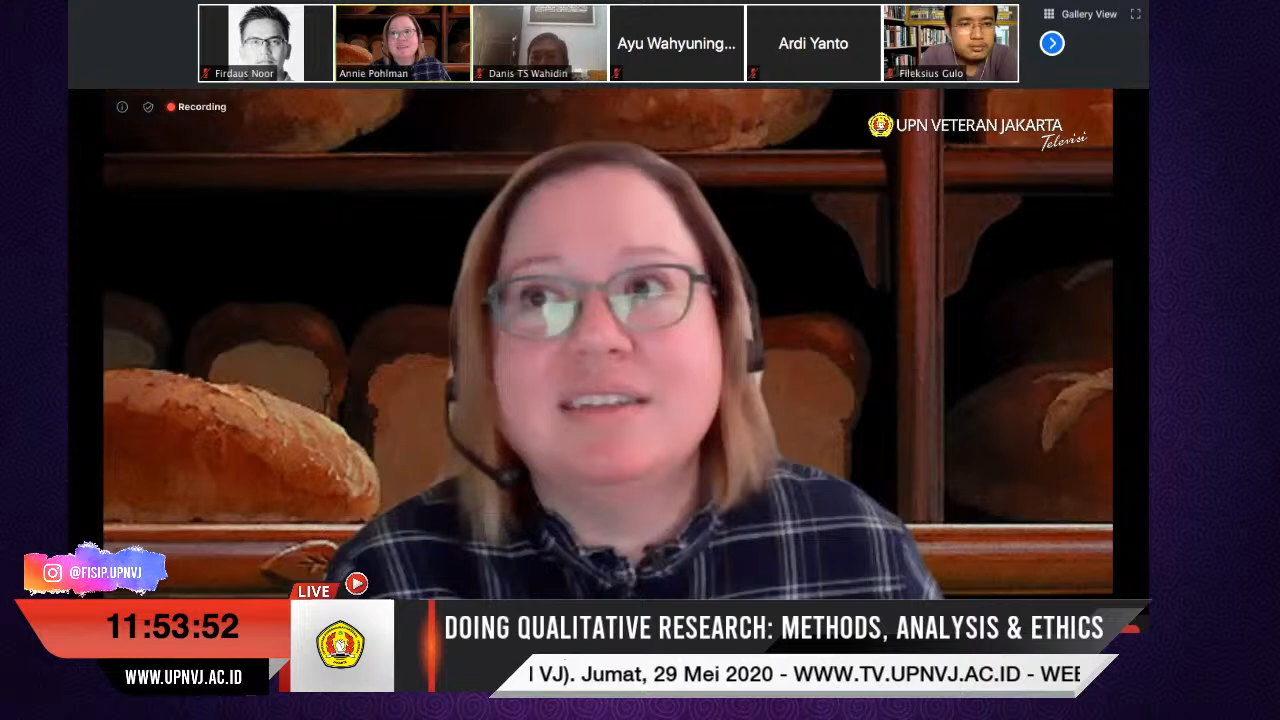 Firdaus Noor
Annie Pohlman
Danis TS Wahidin
Ayu Wahyuning...
Ardi Yanto
Fileksius Gulo
Gallery View
Recording
UPN VETERAN JAKARTA
Televisi
@FISIP.UPNVJ
LIVE
11:53:52
DOING QUALITATIVE RESEARCH: METHODS, ANALYSIS & ETHICS
WWW.UPNVJ.AC.ID
VJ). Jumat, 29 Mei 2020 - WWW.TV.UPNVJ.AC.ID -